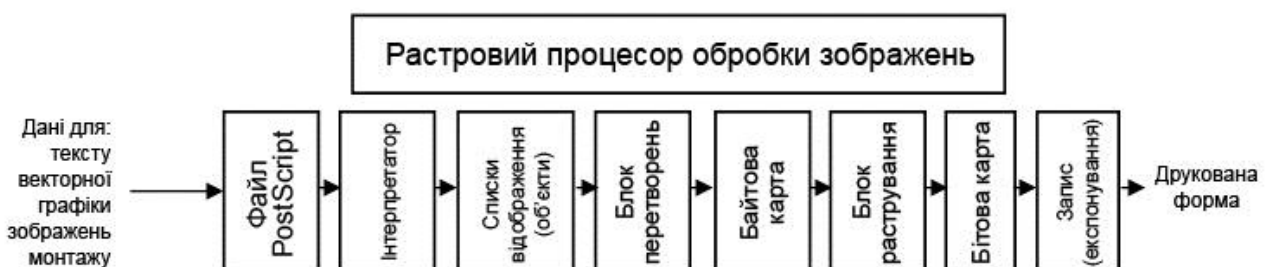 Растровий процесор обробки зображень
Дані для:
тексту
векторної
графіки
зображень
монтажу
Файл
PostScript
Інтерпретатор
Списки
відображення
(об'єкти)
Блок
перетворень
Байтова
карта
Блок
растрування
Бітова карта
Запис
(експонування)
Друкована
форма